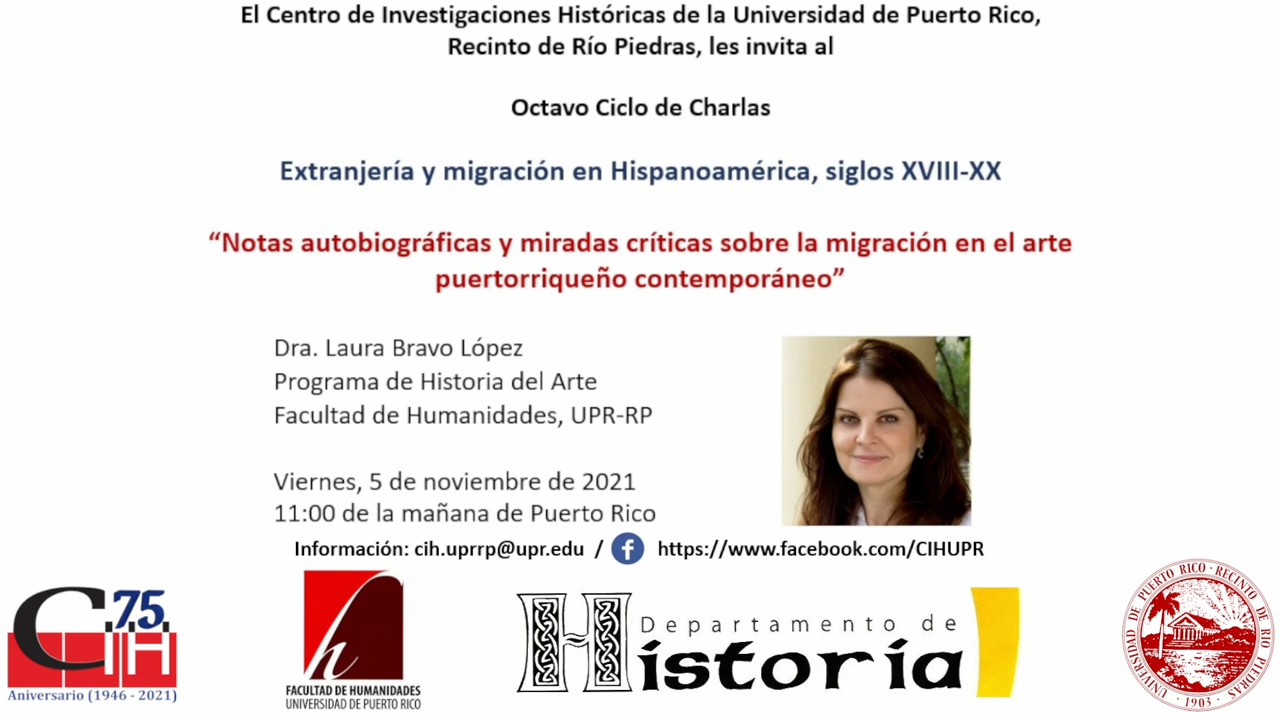 El Centro de Investigaciones Históricas de la Universidad de Puerto Rico,
Recinto de Río Piedras, les invita al
Octavo Ciclo de Charlas
Extranjería y migración en Hispanoamérica, siglos XVIII-XX
“Notas autobiográficas y miradas críticas sobre la migración en el arte
puertorriqueño contemporáneo”
Dra. Laura Bravo López
Programa de Historia del Arte
Facultad de Humanidades, UPR-RP
Viernes, 5 de noviembre de 2021
11:00 de la mañana de Puerto Rico
Información: cih.uprrp@upr.edu / f https://www.facebook.com/CIHUPR
C.I.H. 75
Aniversario (1946 - 2021)
h
FACULTAD DE HUMANIDADES
UNIVERSIDAD DE PUERTO RICO
Departamento de
Historia
UNIVERSIDAD DE PUERTO RICO · RECINTO DE RÍO PIEDRAS
· 1903 ·